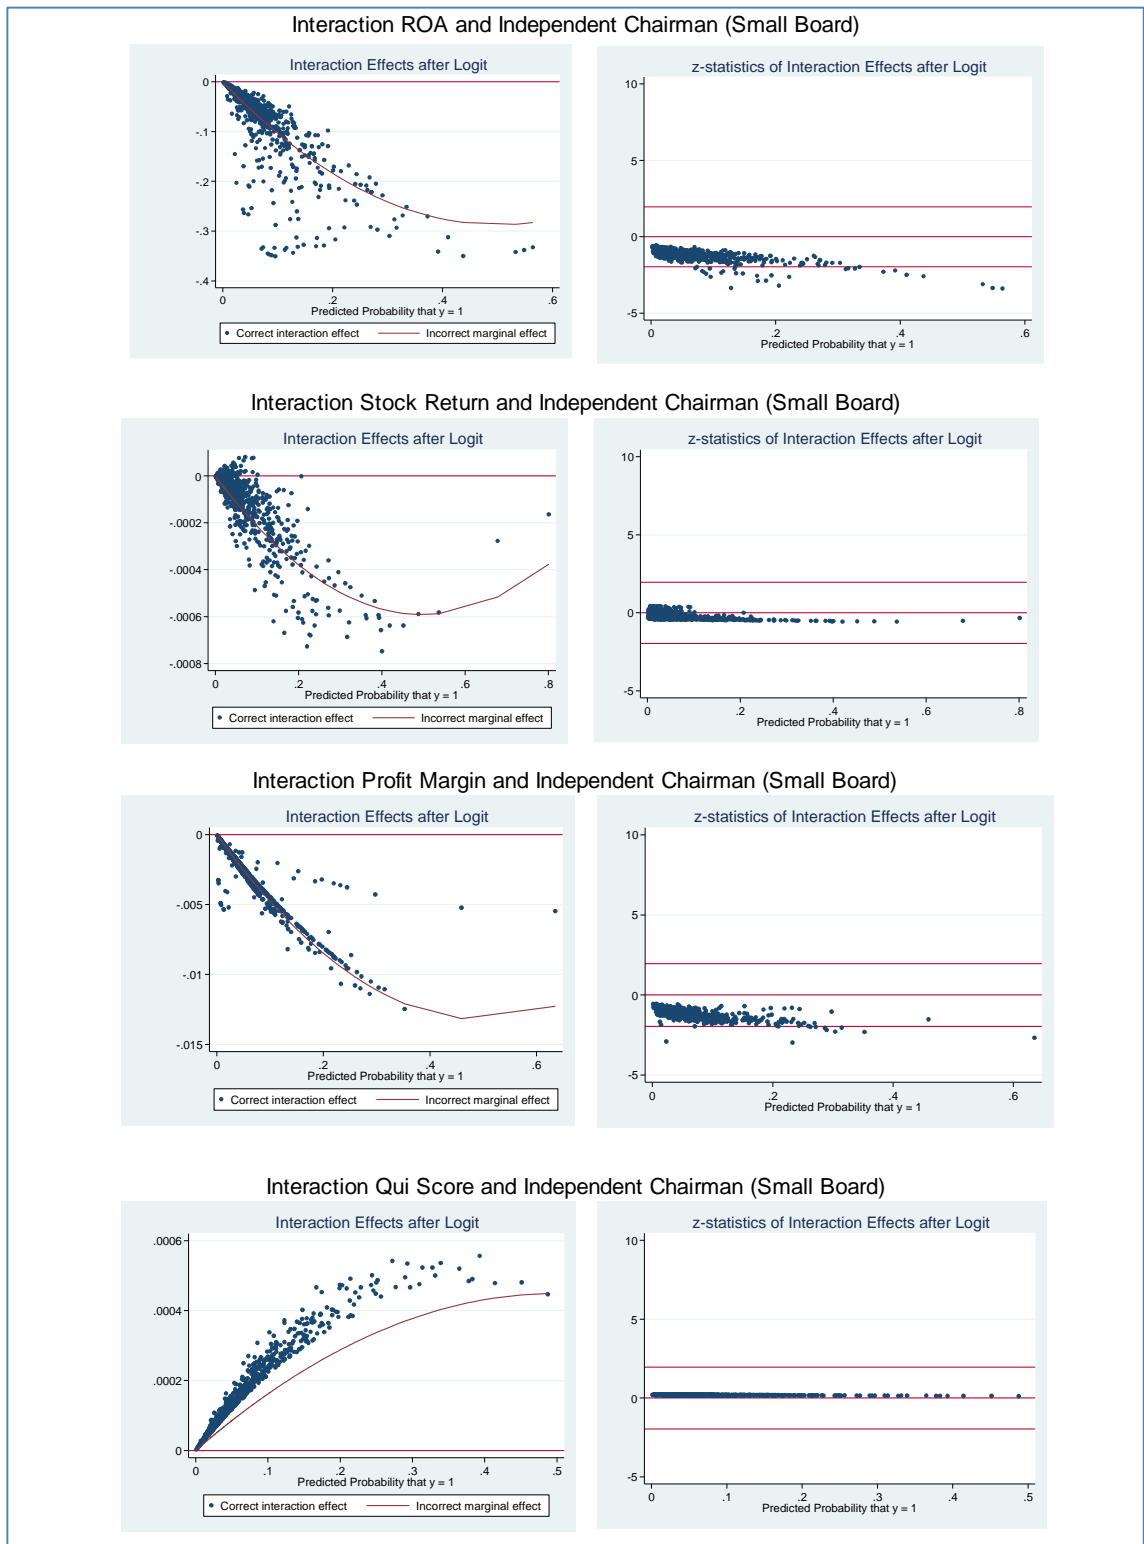 Interaction ROA and Independent Chairman (Small Board)
Interaction Effects after Logit
0
-.1
-.2
-.3
-.4
0 .2 .4 .6
Predicted Probability that y = 1
Correct interaction effect Incorrect marginal effect
z-statistics of Interaction Effects after Logit
10
5
0
-5
0 .2 .4 .6
Predicted Probability that y = 1
Interaction Stock Return and Independent Chairman (Small Board)
Interaction Effects after Logit
0
-.0002
-.0004
-.0006
-.0008
0 .2 .4 .6 .8
Predicted Probability that y = 1
Correct interaction effect Incorrect marginal effect
z-statistics of Interaction Effects after Logit
10
5
0
-5
0 .2 .4 .6 .8
Predicted Probability that y = 1
Interaction Profit Margin and Independent Chairman (Small Board)
Interaction Effects after Logit
0
-.005
-.01
-.015
0 .2 .4 .6
Predicted Probability that y = 1
Correct interaction effect Incorrect marginal effect
z-statistics of Interaction Effects after Logit
10
5
0
-5
0 .2 .4 .6
Predicted Probability that y = 1
Interaction Qui Score and Independent Chairman (Small Board)
Interaction Effects after Logit
.0006
.0004
.0002
0
0 .1 .2 .3 .4 .5
Predicted Probability that y = 1
Correct interaction effect Incorrect marginal effect
z-statistics of Interaction Effects after Logit
10
5
0
-5
0 .1 .2 .3 .4 .5
Predicted Probability that y = 1